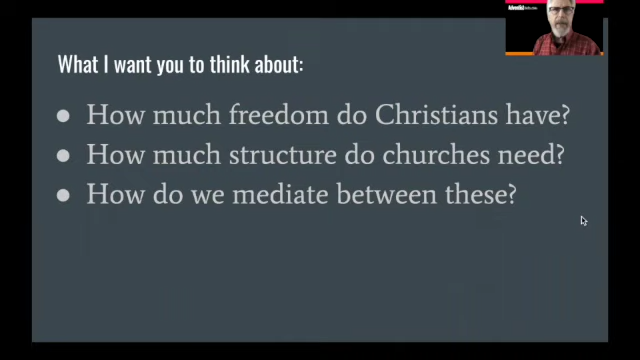 What I want you to think about:
● How much freedom do Christians have?
● How much structure do churches need?
● How do we mediate between these?